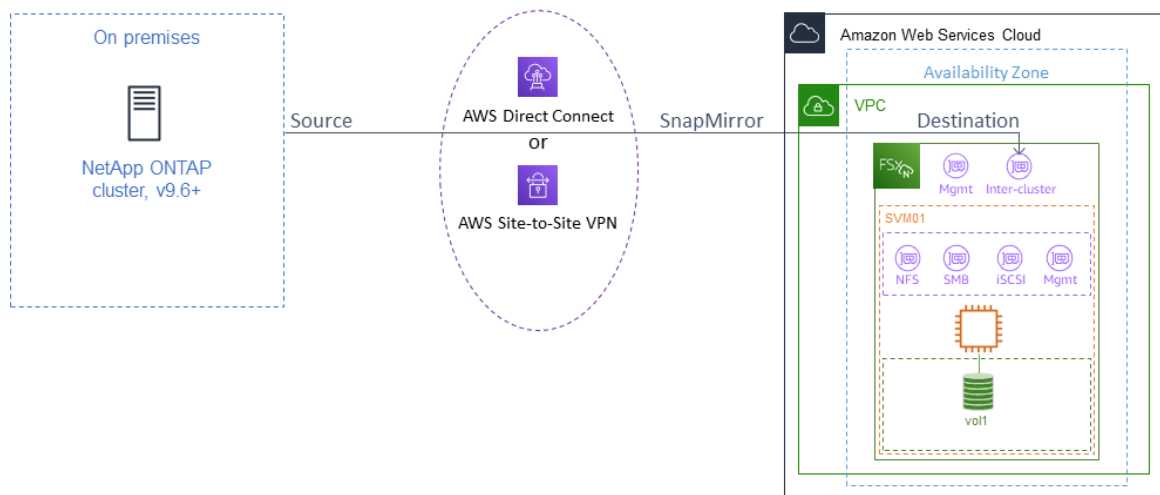 On premises
NetApp ONTAP
cluster, v9.6+
Source
AWS Direct Connect
or
AWS Site-to-Site VPN
SnapMirror
Amazon Web Services Cloud
Availability Zone
VPC
Destination
FSx
N
Mgmt
Inter-cluster
SVM01
NFS
SMB
iSCSI
Mgmt
vol1